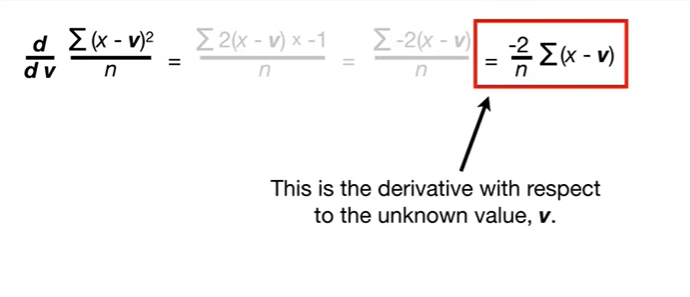 d/dv Σ(x - v)²/n = Σ 2(x - v) × -1/n = Σ -2(x - v)/n = -2/n Σ(x - v)
This is the derivative with respect
to the unknown value, v.